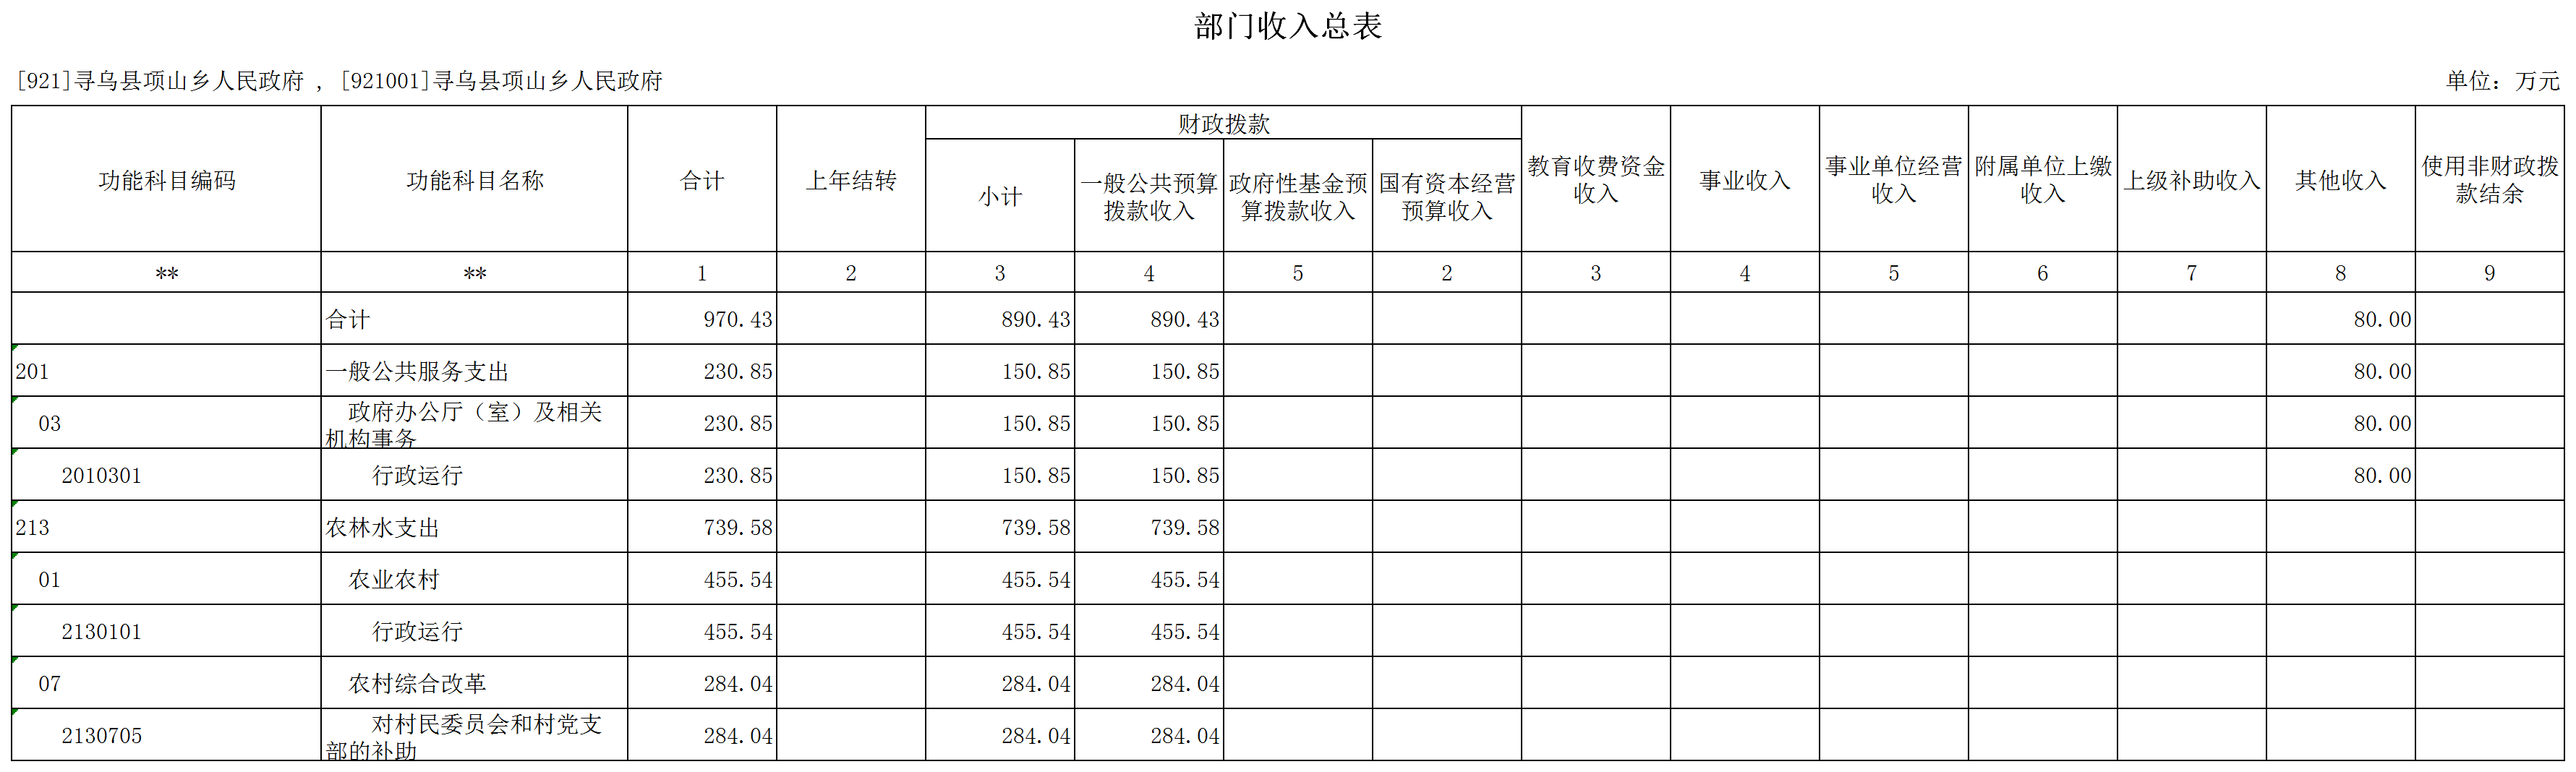 部门收入总表
[921]寻乌县项山乡人民政府 , [921001]寻乌县项山乡人民政府 单位：万元
功能科目编码 功能科目名称 合计 上年结转 财政拨款 教育收费资金收入 事业收入 事业单位经营收入 附属单位上缴收入 上级补助收入 其他收入 使用非财政拨款结余
小计 一般公共预算拨款收入 政府性基金预算拨款收入 国有资本经营预算收入
** ** 1 2 3 4 5 2 3 4 5 6 7 8 9
合计 970.43 890.43 890.43 80.00
201 一般公共服务支出 230.85 150.85 150.85 80.00
03 政府办公厅（室）及相关机构事务 230.85 150.85 150.85 80.00
2010301 行政运行 230.85 150.85 150.85 80.00
213 农林水支出 739.58 739.58 739.58
01 农业农村 455.54 455.54 455.54
2130101 行政运行 455.54 455.54 455.54
07 农村综合改革 284.04 284.04 284.04
2130705 对村民委员会和村党支部的补助 284.04 284.04 284.04